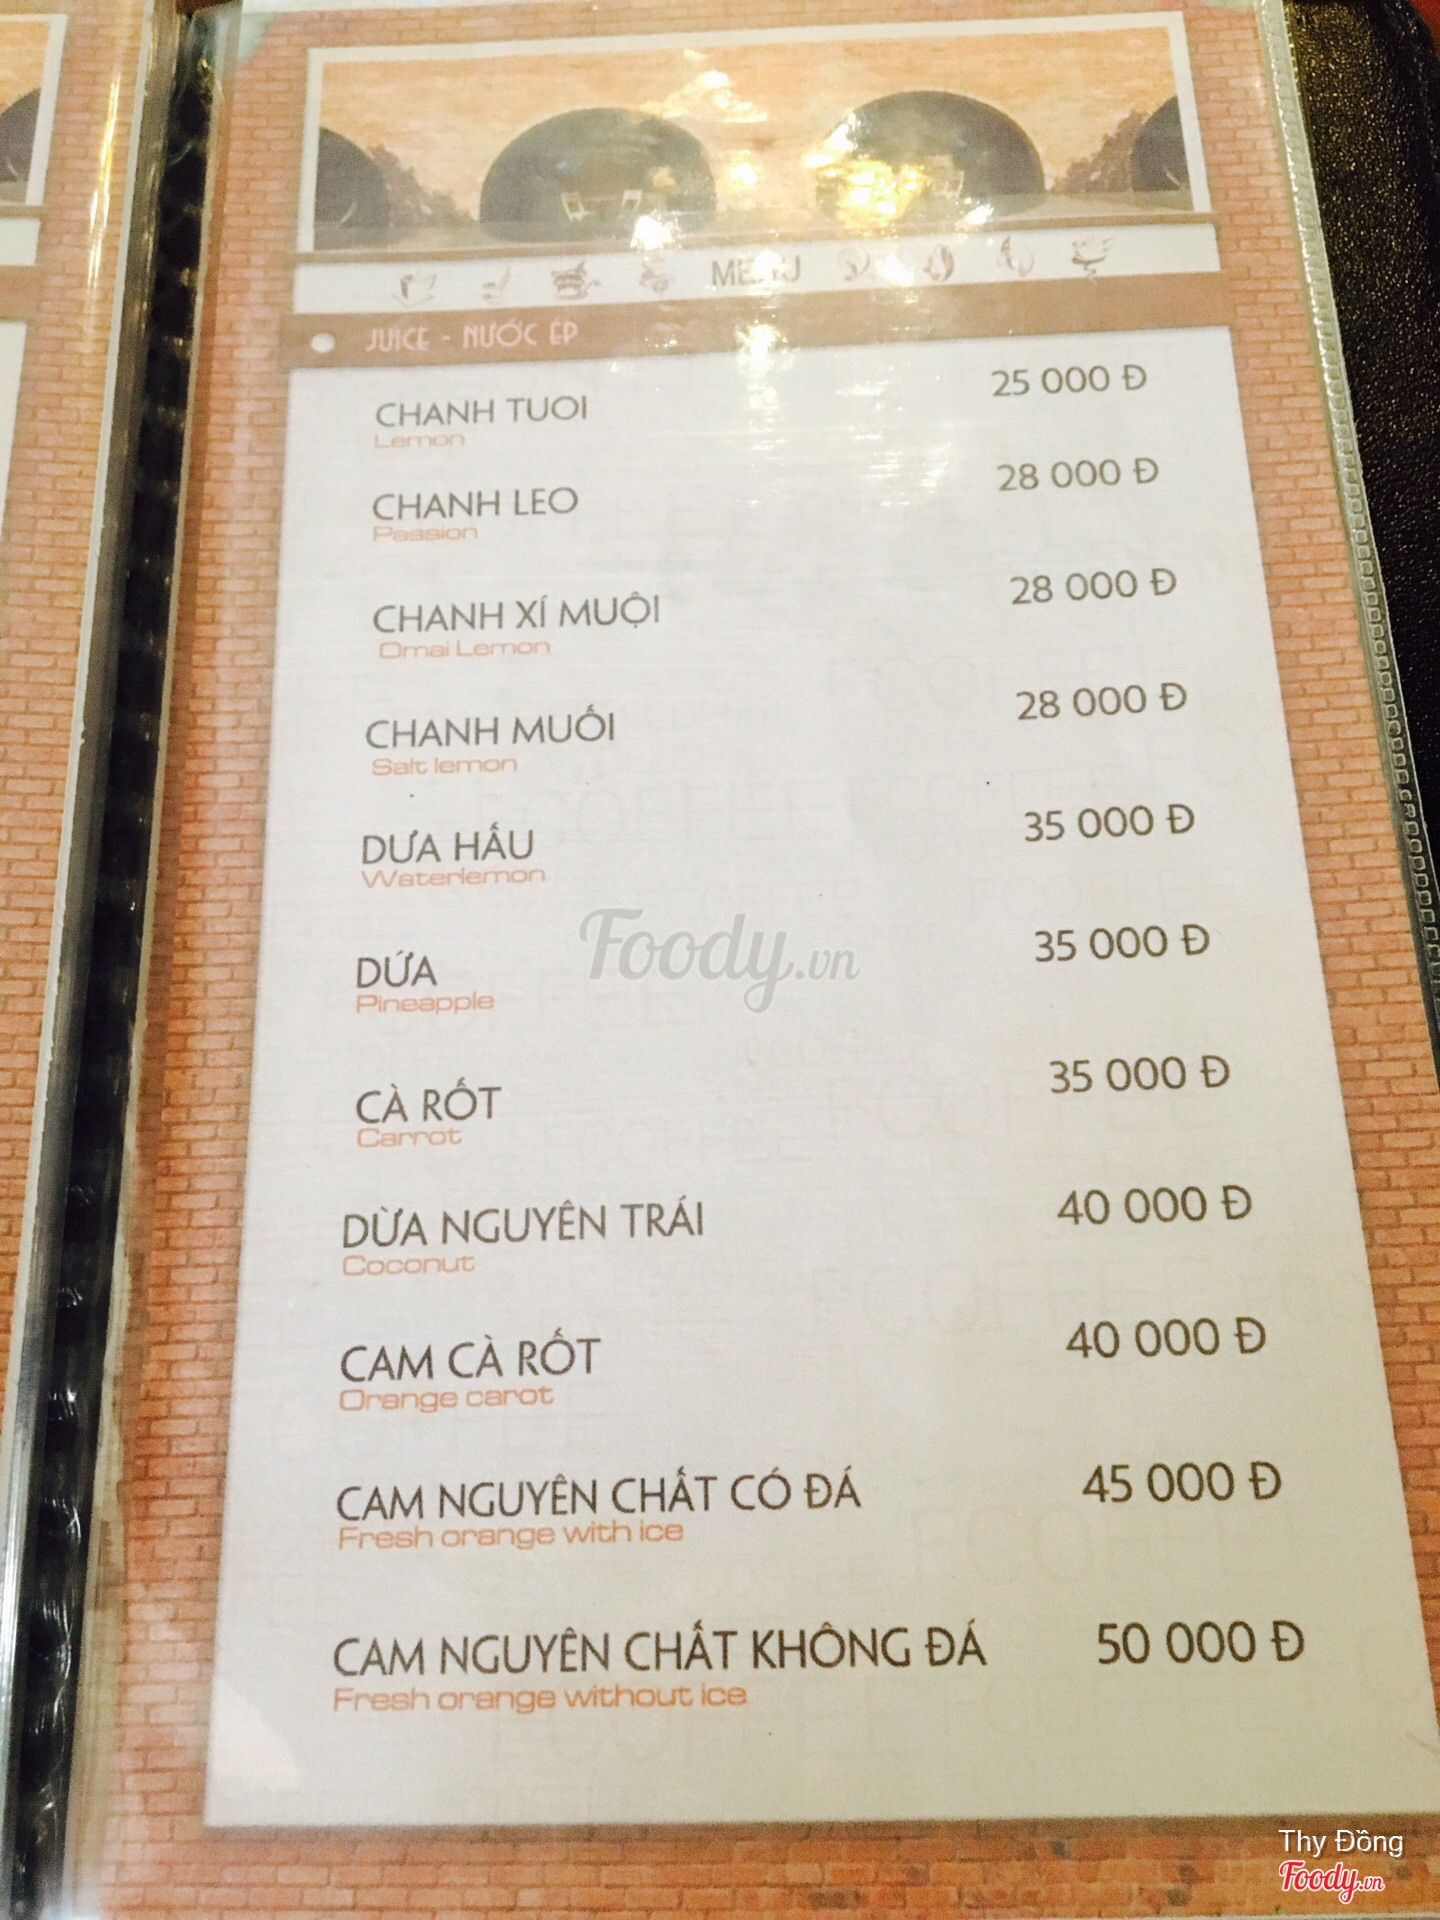 MENU
JUICE - NƯỚC ÉP
CHANH TUOI 25 000 Đ
Lemon
CHANH LEO 28 000 Đ
Passion
CHANH XÍ MUỘI 28 000 Đ
Omai Lemon
CHANH MUỐI 28 000 Đ
Salt lemon
DƯA HẤU 35 000 Đ
Waterlemon
DỨA 35 000 Đ
Pineapple
CÀ RỐT 35 000 Đ
Carrot
DỪA NGUYÊN TRÁI 40 000 Đ
Coconut
CAM CÀ RỐT 40 000 Đ
Orange carot
CAM NGUYÊN CHẤT CÓ ĐÁ 45 000 Đ
Fresh orange with ice
CAM NGUYÊN CHẤT KHÔNG ĐÁ 50 000 Đ
Fresh orange without ice
Foody.vn
Thy Đồng
Foody.vn